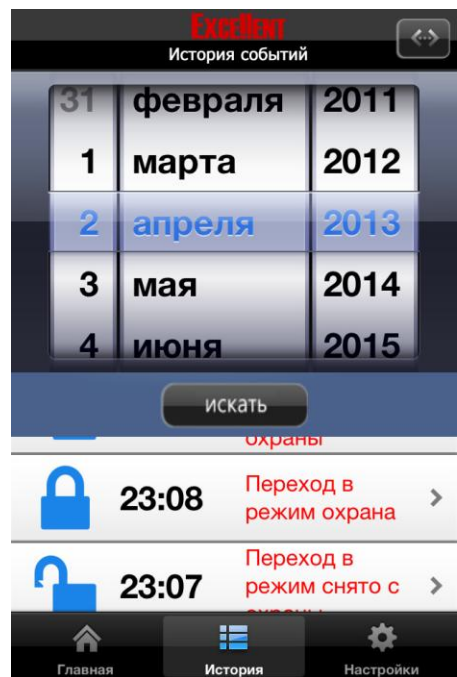 EXCELLENT
История событий
31 февраля 2011
1 марта 2012
2 апреля 2013
3 мая 2014
4 июня 2015
искать
охраны
23:08 Переход в
режим охрана
23:07 Переход в
режим снято с
охраны
Главная История Настройки